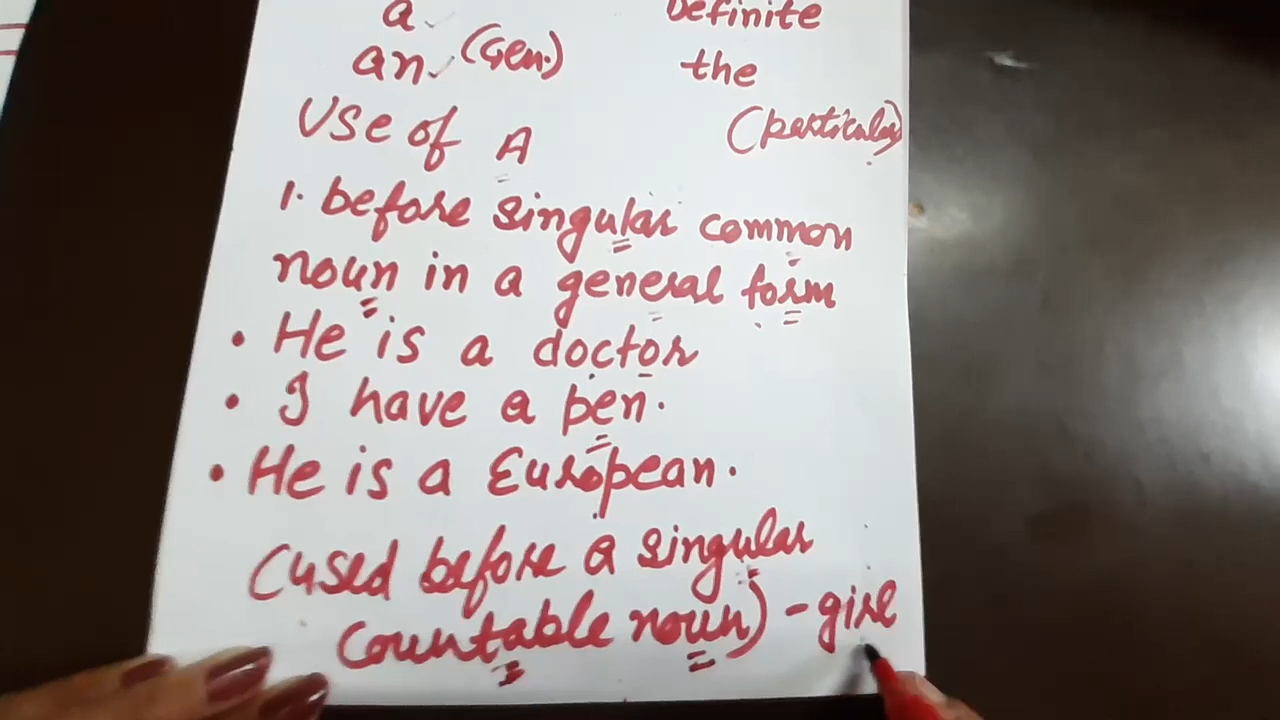 a Definite
an (Gen.) the
Use of A (particular)
1. before singular common
noun in a general form
• He is a doctor
• I have a pen.
• He is a European.
(used before a singular
countable noun) - girl